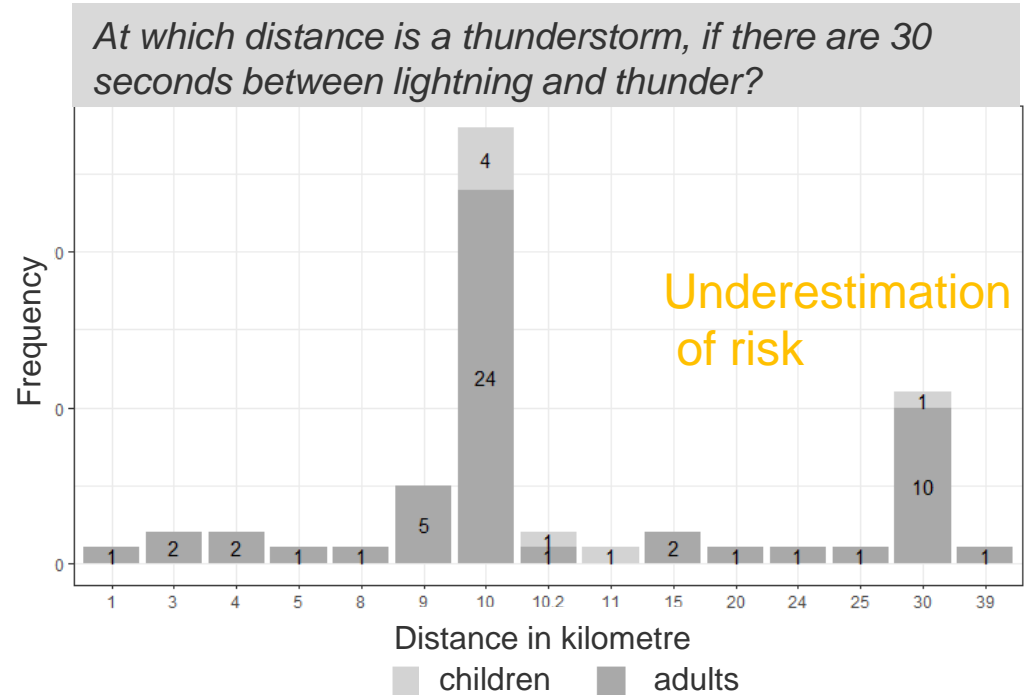 At which distance is a thunderstorm, if there are 30
seconds between lightning and thunder?
Frequency
0
0
0
4
24
Underestimation
of risk
1
2
2
1
1
5
1
1
1
2
1
1
1
1
10
1
1 3 4 5 8 9 10 10.2 11 15 20 24 25 30 39
Distance in kilometre
children adults